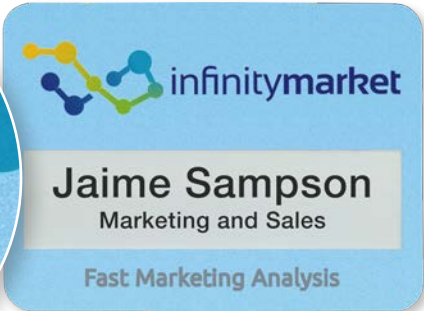 infinitymarket
Jaime Sampson
Marketing and Sales
Fast Marketing Analysis